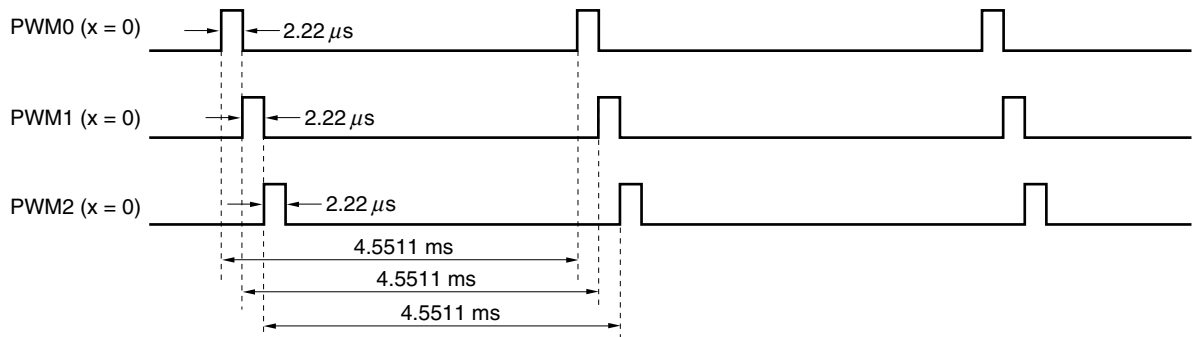 PWM0 (x = 0)
2.22 μs
PWM1 (x = 0)
2.22 μs
PWM2 (x = 0)
2.22 μs
4.5511 ms
4.5511 ms
4.5511 ms